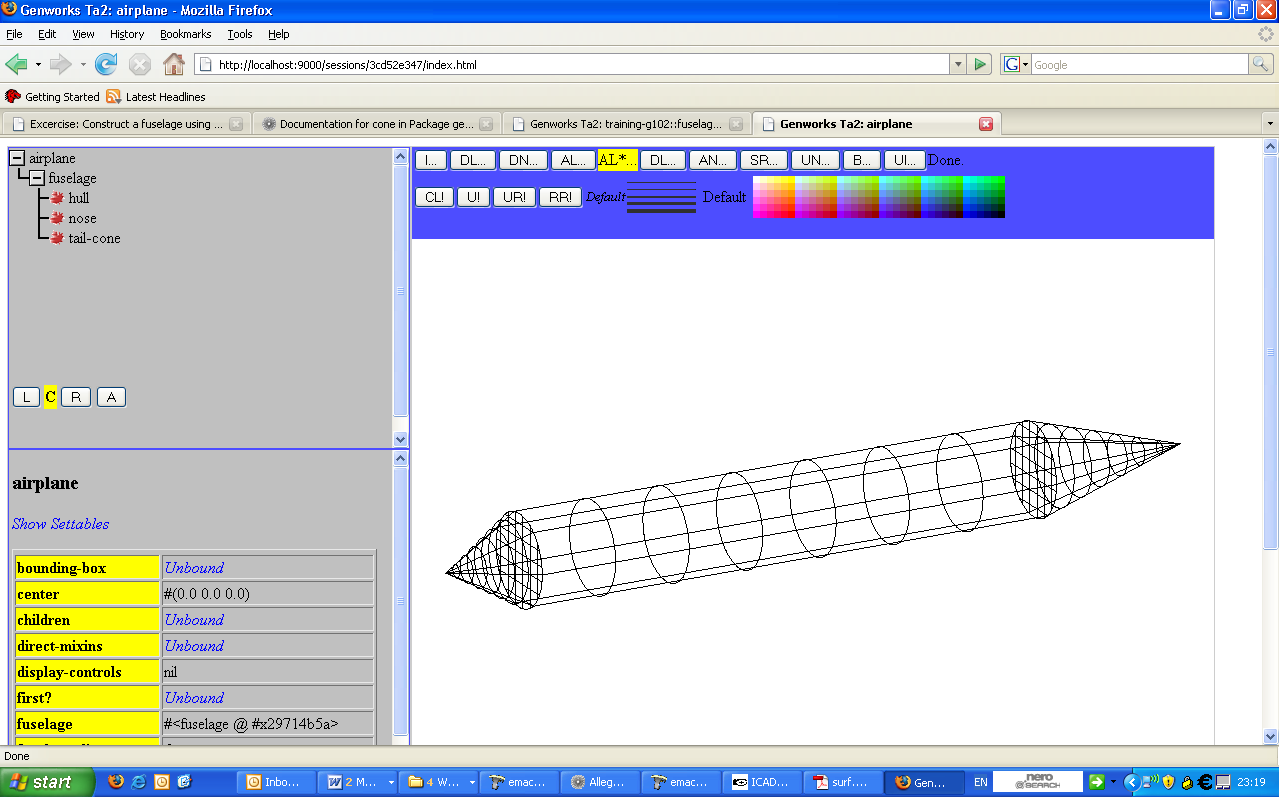 Genworks Ta2: airplane - Mozilla Firefox
File Edit View History Bookmarks Tools Help
http://localhost:9000/sessions/3cd52e347/index.html
G Google
Getting Started Latest Headlines
Excercise: Construct a fuselage using ... Documentation for cone in Package ge... Genworks Ta2: training-g102::fuselag... Genworks Ta2: airplane
airplane
fuselage
hull
nose
tail-cone
L C R A
I... DL... DN... AL... AL*... DL... AN... SR... UN... B... UI... Done.
CL! U! UR! RR! Default Default
airplane
Show Settables
bounding-box Unbound
center #(0.0 0.0 0.0)
children Unbound
direct-mixins Unbound
display-controls nil
first? Unbound
fuselage #<fuselage @ #x29714b5a>
Done
start Inbo... 2 M... 4 W... emac... Alleg... emac... ICAD... surf... Gen... EN nero @SEARCH 23:19